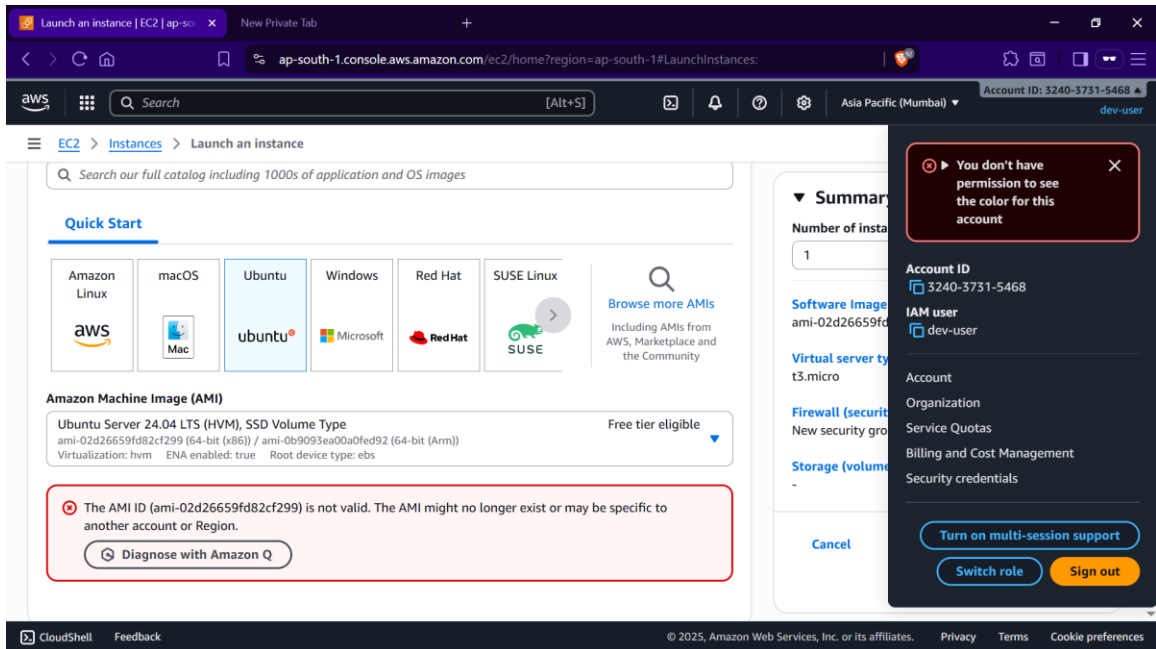 Launch an instance | EC2 | ap-so
New Private Tab
ap-south-1.console.aws.amazon.com/ec2/home?region=ap-south-1#LaunchInstances:
aws
Search
[Alt+S]
Asia Pacific (Mumbai)
Account ID: 3240-3731-5468
dev-user
EC2 > Instances > Launch an instance
Search our full catalog including 1000s of application and OS images
Quick Start
Amazon Linux
aws
macOS
Mac
Ubuntu
ubuntu
Windows
Microsoft
Red Hat
Red Hat
SUSE Linux
SUSE
Browse more AMIs
Including AMIs from
AWS, Marketplace and
the Community
Amazon Machine Image (AMI)
Ubuntu Server 24.04 LTS (HVM), SSD Volume Type
Free tier eligible
ami-02d26659fd82cf299 (64-bit (x86)) / ami-0b9093ea00a0fed92 (64-bit (Arm))
Virtualization: hvm ENA enabled: true Root device type: ebs
The AMI ID (ami-02d26659fd82cf299) is not valid. The AMI might no longer exist or may be specific to
another account or Region.
Diagnose with Amazon Q
Summary
Number of insta
1
Software Image
ami-02d26659fd
Virtual server ty
t3.micro
Firewall (securit
New security gro
Storage (volume
-
Cancel
You don't have
permission to see
the color for this
account
Account ID
3240-3731-5468
IAM user
dev-user
Account
Organization
Service Quotas
Billing and Cost Management
Security credentials
Turn on multi-session support
Switch role
Sign out
CloudShell
Feedback
© 2025, Amazon Web Services, Inc. or its affiliates.
Privacy
Terms
Cookie preferences